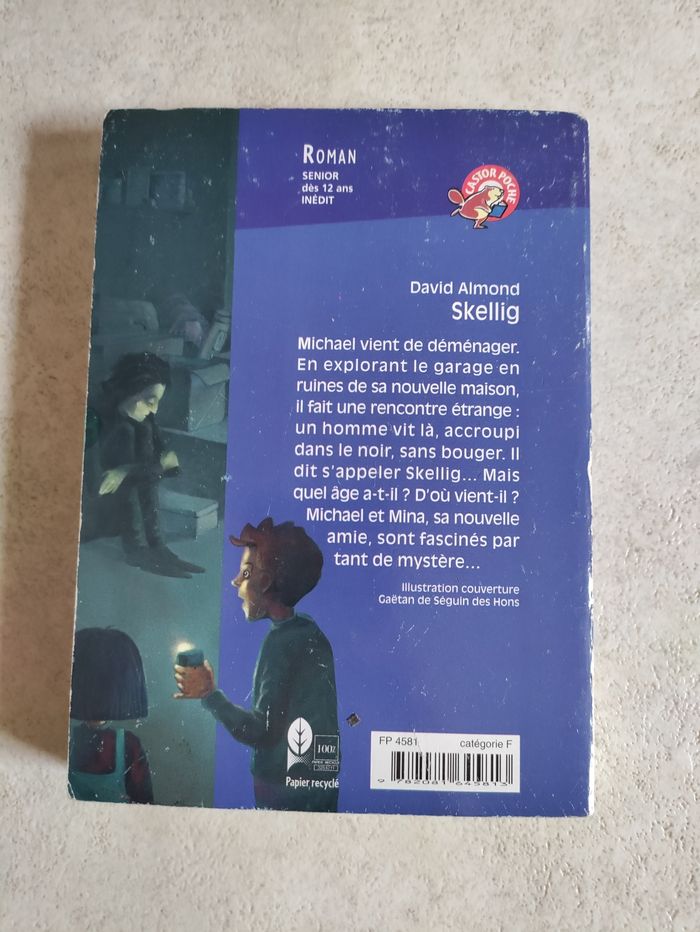 ROMAN
SENIOR
dès 12 ans
INÉDIT
CASTOR POCHE
David Almond
Skellig
Michael vient de déménager.
En explorant le garage en
ruines de sa nouvelle maison,
il fait une rencontre étrange :
un homme vit là, accroupi
dans le noir, sans bouger. Il
dit s'appeler Skellig... Mais
quel âge a-t-il ? D'où vient-il ?
Michael et Mina, sa nouvelle
amie, sont fascinés par
tant de mystère...
Illustration couverture
Gaëtan de Séguin des Hons
100%
Papier recyclé
FP 4581 catégorie F
9 782081 645813